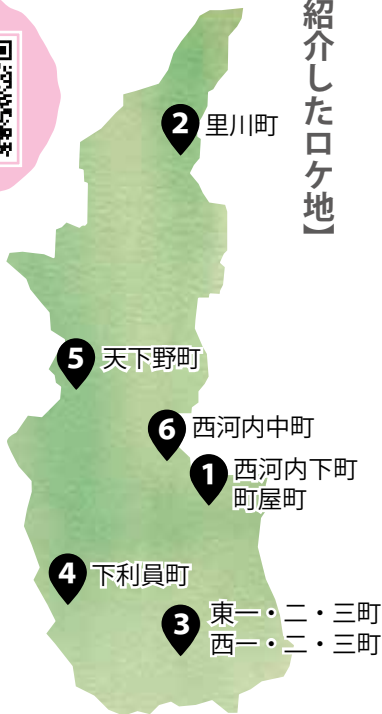 紹介したロケ地】
2 里川町
5 天下野町
6 西河内中町
1 西河内下町
町屋町
4 下利員町
3 東一・二・三町
西一・二・三町